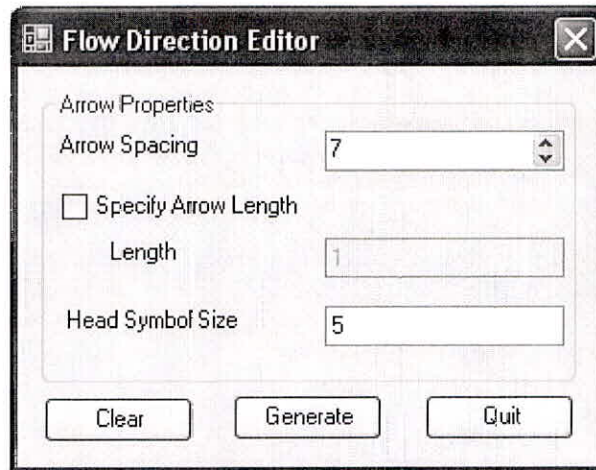 Flow Direction Editor
Arrow Properties
Arrow Spacing 7
Specify Arrow Length
Length 1
Head Symbol Size 5
Clear Generate Quit